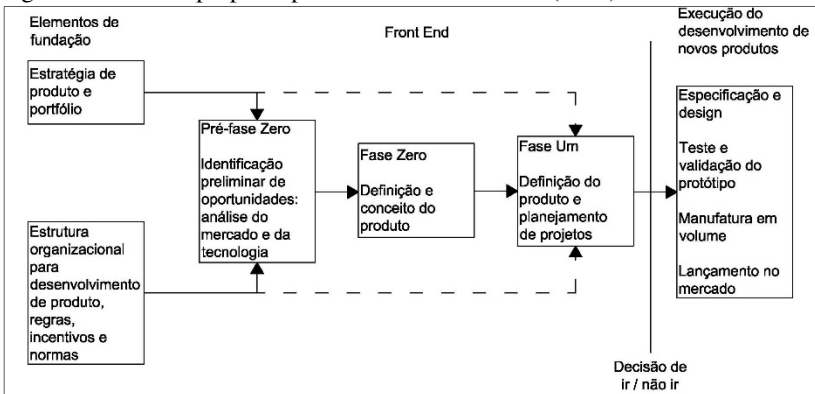 Elementos de
fundação
Front End
Execução do
desenvolvimento de
novos produtos
Estratégia de
produto e
portfólio
Pré-fase Zero
Identificação
preliminar de
oportunidades:
análise do
mercado e da
tecnologia
Fase Zero
Definição e
conceito do
produto
Fase Um
Definição do
produto e
planejamento
de projetos
Especificação e
design
Teste e
validação do
protótipo
Manufatura em
volume
Lançamento no
mercado
Estrutura
organizacional
para
desenvolvimento
de produto,
regras,
incentivos e
normas
Decisão de
ir / não ir